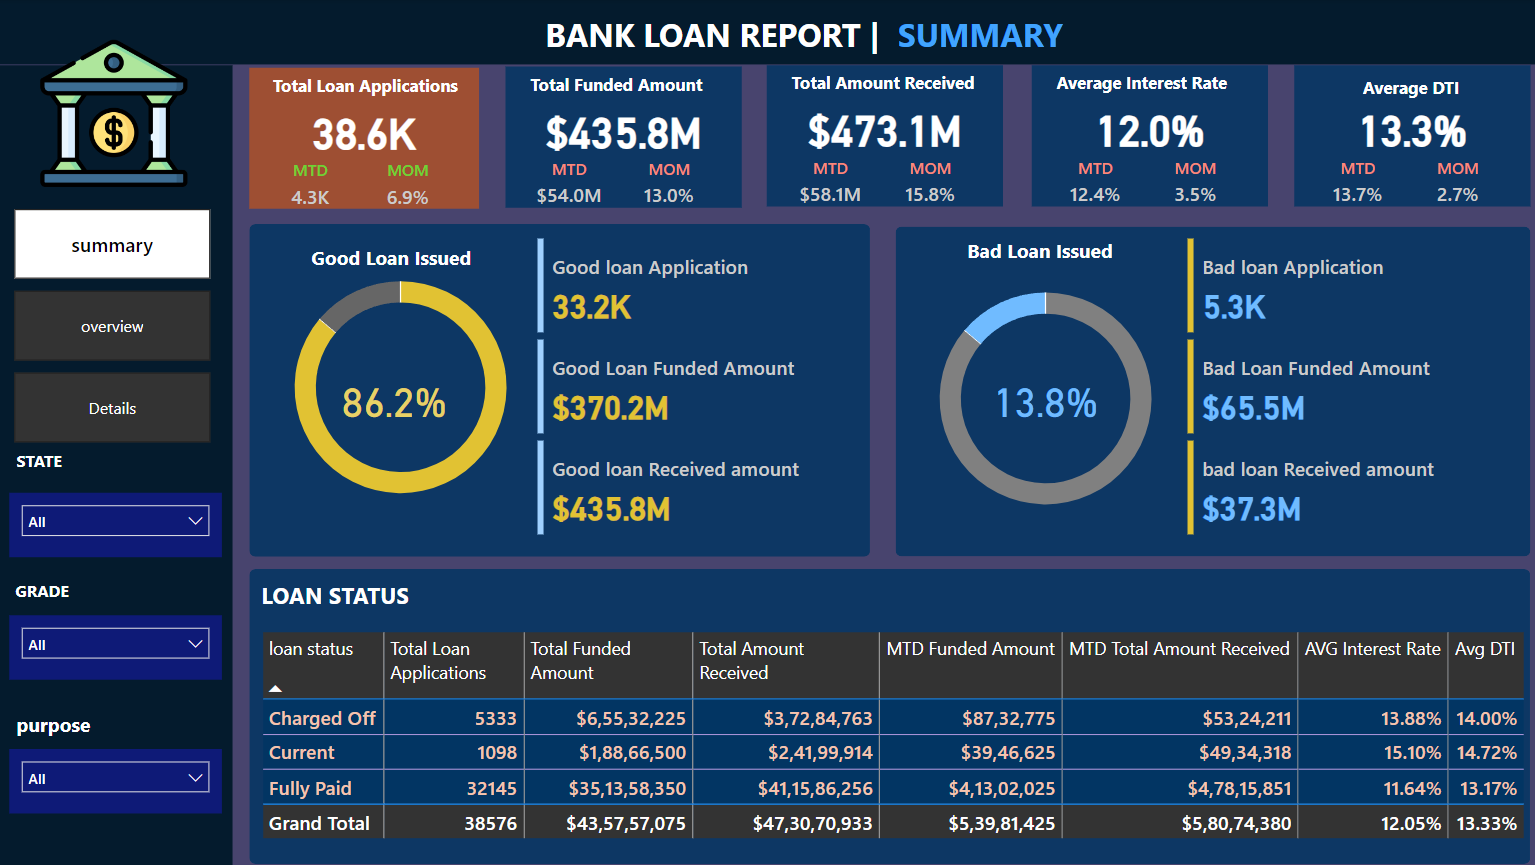 BANK LOAN REPORT | SUMMARY
$
summary
overview
Details
STATE
All
GRADE
All
purpose
All
Total Loan Applications
38.6K
MTD MOM
4.3K 6.9%
Total Funded Amount
$435.8M
MTD MOM
$54.0M 13.0%
Total Amount Received
$473.1M
MTD MOM
$58.1M 15.8%
Average Interest Rate
12.0%
MTD MOM
12.4% 3.5%
Average DTI
13.3%
MTD MOM
13.7% 2.7%
Good Loan Issued
86.2%
Good loan Application
33.2K
Good Loan Funded Amount
$370.2M
Good loan Received amount
$435.8M
Bad Loan Issued
13.8%
Bad loan Application
5.3K
Bad Loan Funded Amount
$65.5M
bad loan Received amount
$37.3M
LOAN STATUS
loan status Total Loan Applications Total Funded Amount Total Amount Received MTD Funded Amount MTD Total Amount Received AVG Interest Rate Avg DTI
Charged Off 5333 $6,55,32,225 $3,72,84,763 $87,32,775 $53,24,211 13.88% 14.00%
Current 1098 $1,88,66,500 $2,41,99,914 $39,46,625 $49,34,318 15.10% 14.72%
Fully Paid 32145 $35,13,58,350 $41,15,86,256 $4,13,02,025 $4,78,15,851 11.64% 13.17%
Grand Total 38576 $43,57,57,075 $47,30,70,933 $5,39,81,425 $5,80,74,380 12.05% 13.33%